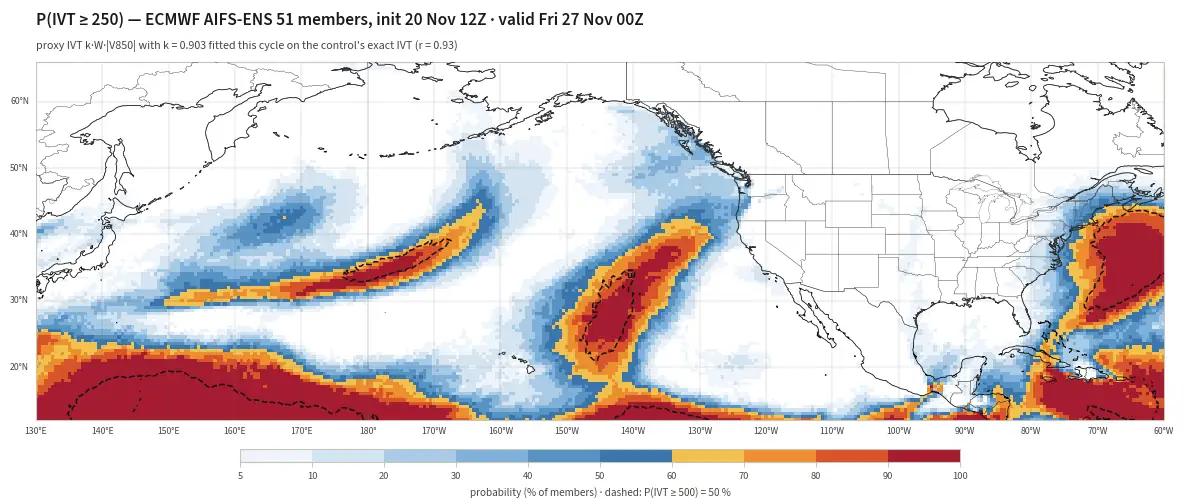 P(IVT ≥ 250) — ECMWF AIFS-ENS 51 members, init 20 Nov 12Z · valid Fri 27 Nov 00Z
proxy IVT k·W·|V850| with k = 0.903 fitted this cycle on the control's exact IVT (r = 0.93)
60°N
50°N
40°N
30°N
20°N
130°E 140°E 150°E 160°E 170°E 180° 170°W 160°W 150°W 140°W 130°W 120°W 110°W 100°W 90°W 80°W 70°W 60°W
5 10 20 30 40 50 60 70 80 90 100
probability (% of members) · dashed: P(IVT ≥ 500) = 50 %